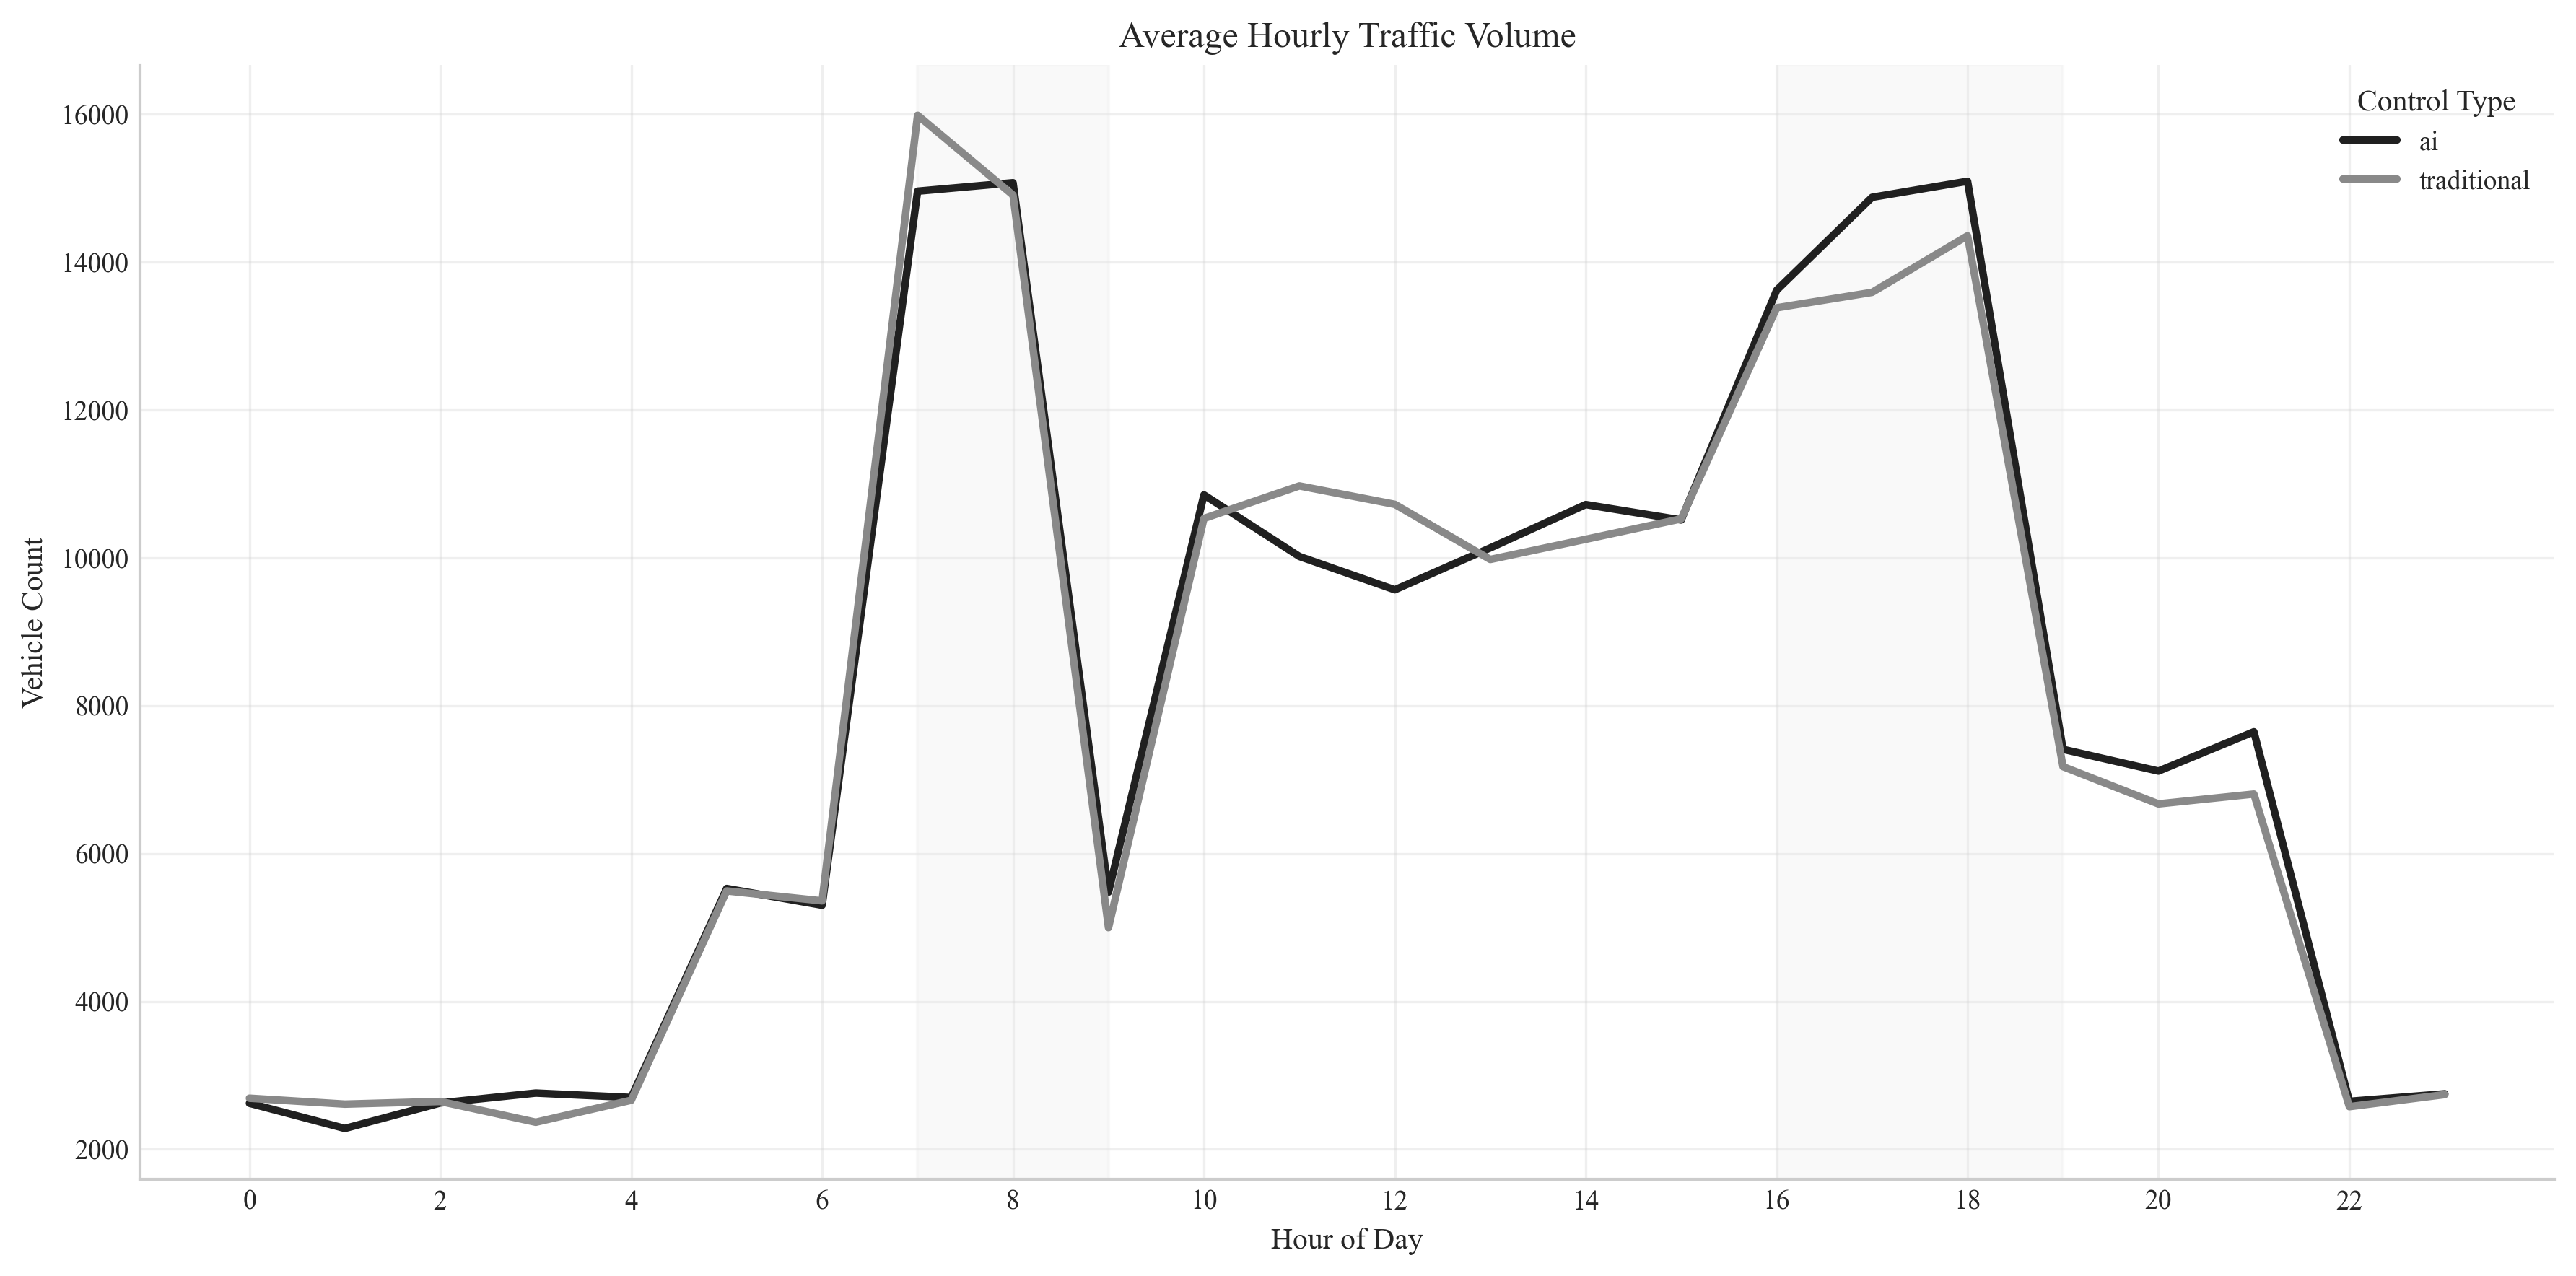 Average Hourly Traffic Volume
Control Type
ai
traditional
Vehicle Count
16000
14000
12000
10000
8000
6000
4000
2000
0 2 4 6 8 10 12 14 16 18 20 22
Hour of Day